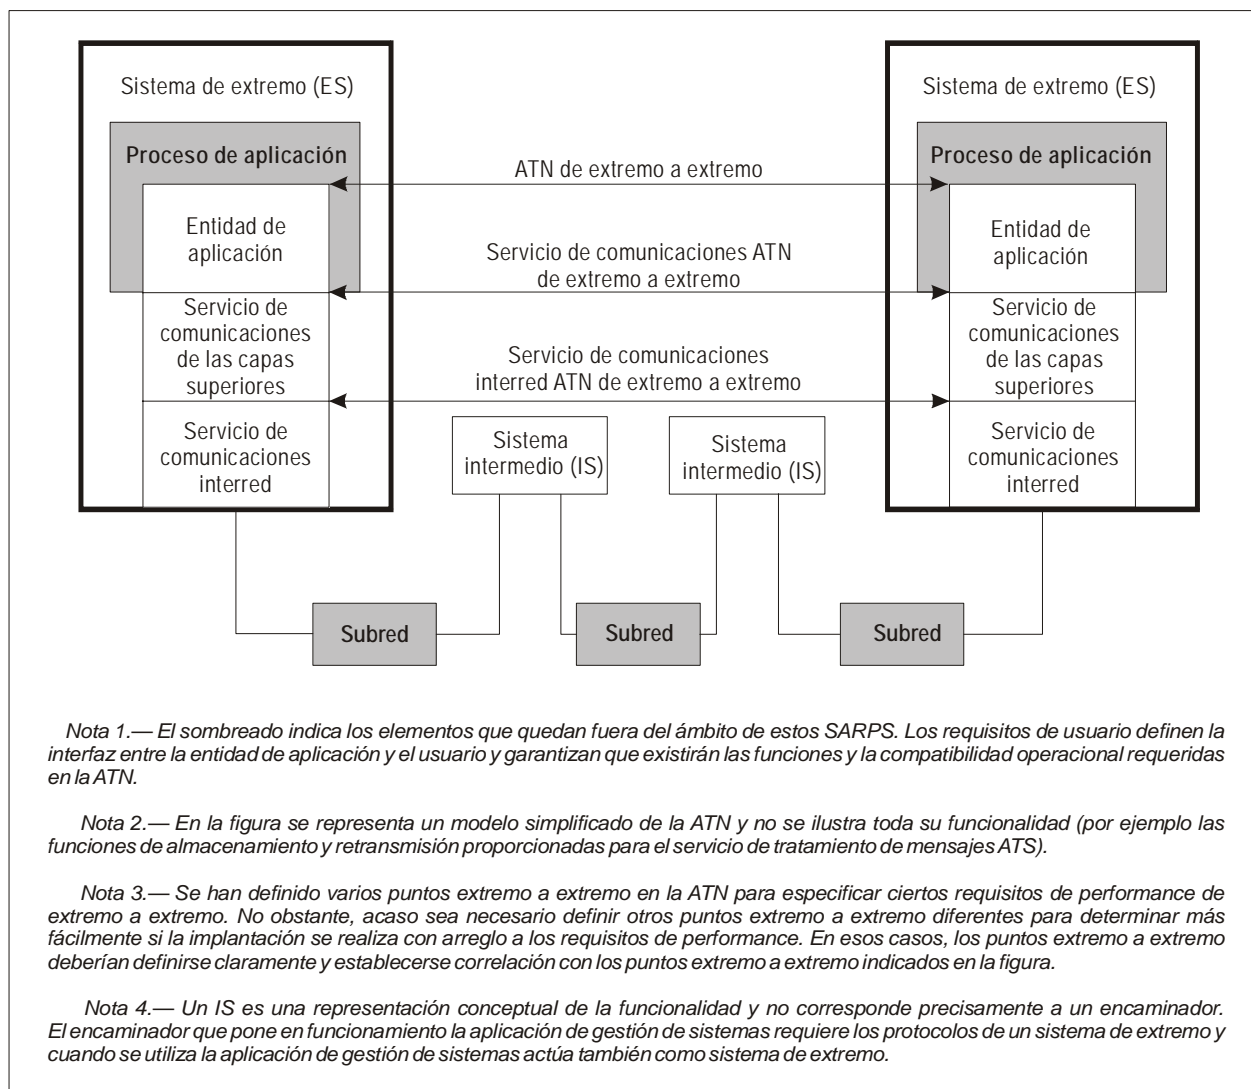 Sistema de extremo (ES)
Proceso de aplicación
Entidad de
aplicación
Servicio de
comunicaciones
de las capas
superiores
Servicio de
comunicaciones
interred
ATN de extremo a extremo
Servicio de comunicaciones ATN
de extremo a extremo
Servicio de comunicaciones
interred ATN de extremo a extremo
Sistema
intermedio (IS)
Sistema
intermedio (IS)
Sistema de extremo (ES)
Proceso de aplicación
Entidad de
aplicación
Servicio de
comunicaciones
de las capas
superiores
Servicio de
comunicaciones
interred
Subred
Subred
Subred
Nota 1.— El sombreado indica los elementos que quedan fuera del ámbito de estos SARPS. Los requisitos de usuario definen la
interfaz entre la entidad de aplicación y el usuario y garantizan que existirán las funciones y la compatibilidad operacional requeridas
en la ATN.
Nota 2.— En la figura se representa un modelo simplificado de la ATN y no se ilustra toda su funcionalidad (por ejemplo las
funciones de almacenamiento y retransmisión proporcionadas para el servicio de tratamiento de mensajes ATS).
Nota 3.— Se han definido varios puntos extremo a extremo en la ATN para especificar ciertos requisitos de performance de
extremo a extremo. No obstante, acaso sea necesario definir otros puntos extremo a extremo diferentes para determinar más
fácilmente si la implantación se realiza con arreglo a los requisitos de performance. En esos casos, los puntos extremo a extremo
deberían definirse claramente y establecerse correlación con los puntos extremo a extremo indicados en la figura.
Nota 4.— Un IS es una representación conceptual de la funcionalidad y no corresponde precisamente a un encaminador.
El encaminador que pone en funcionamiento la aplicación de gestión de sistemas requiere los protocolos de un sistema de extremo y
cuando se utiliza la aplicación de gestión de sistemas actúa también como sistema de extremo.